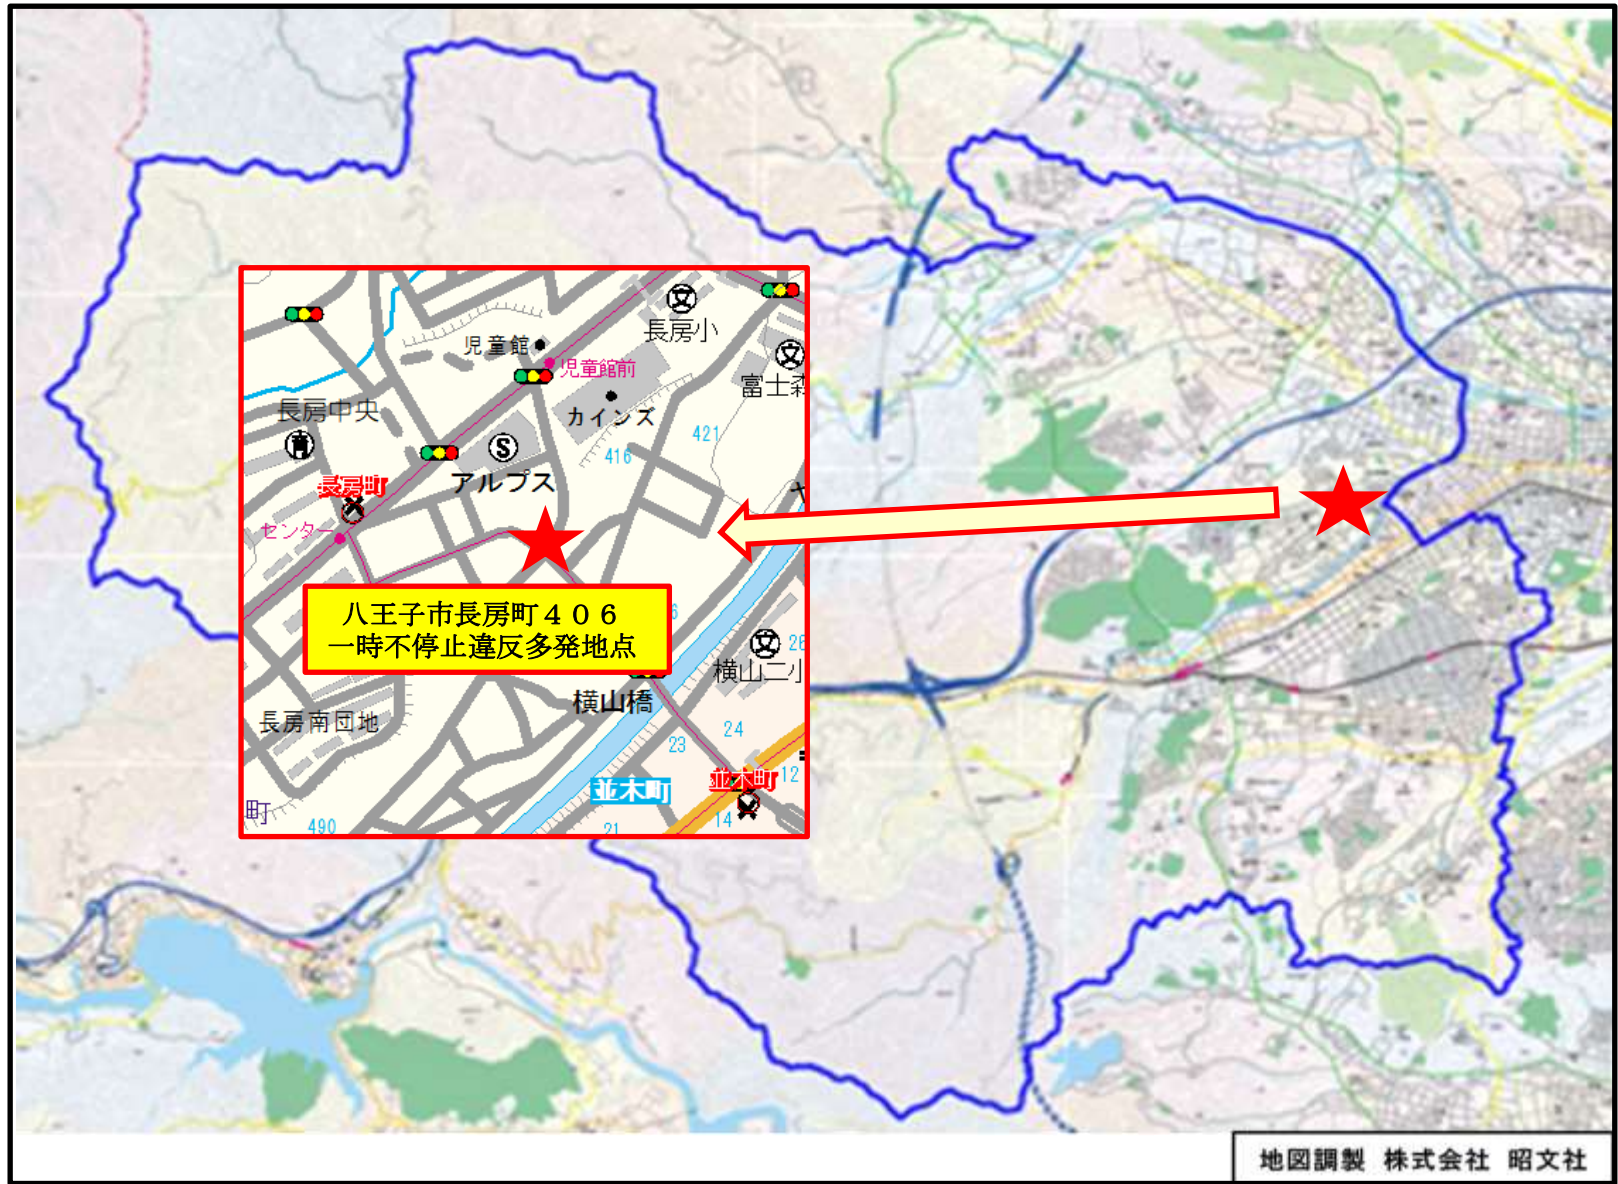 長房小
児童館
児童館前
富士森
カインズ
長房中央
421
416
アルプス
長房町
センター
八王子市長房町４０６
一時不停止違反多発地点
横山二小
26
横山橋
長房南団地
24
23
並木町
並木町
12
町
490
21
14
地図調製 株式会社 昭文社